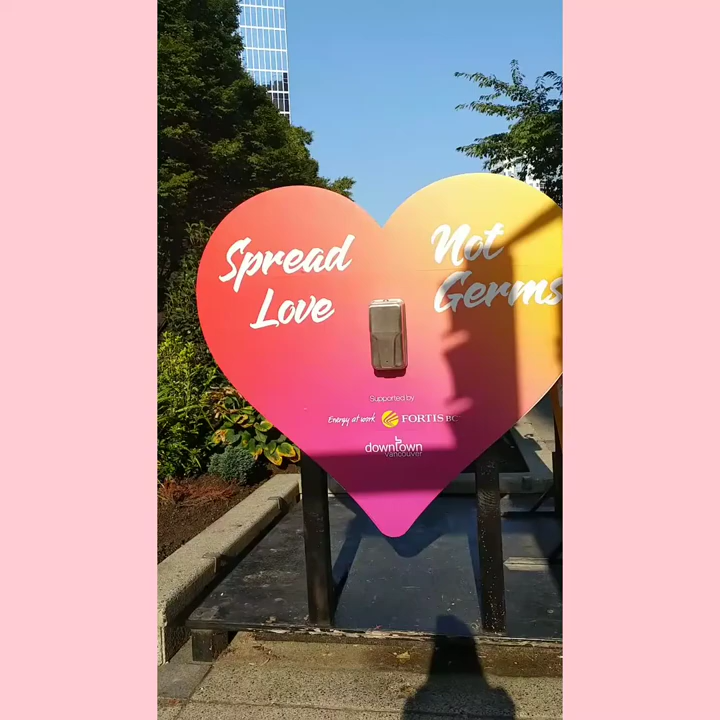 Spread
Love
Not
Germs
Supported by
Energy at work FORTIS BC
downtown
vancouver